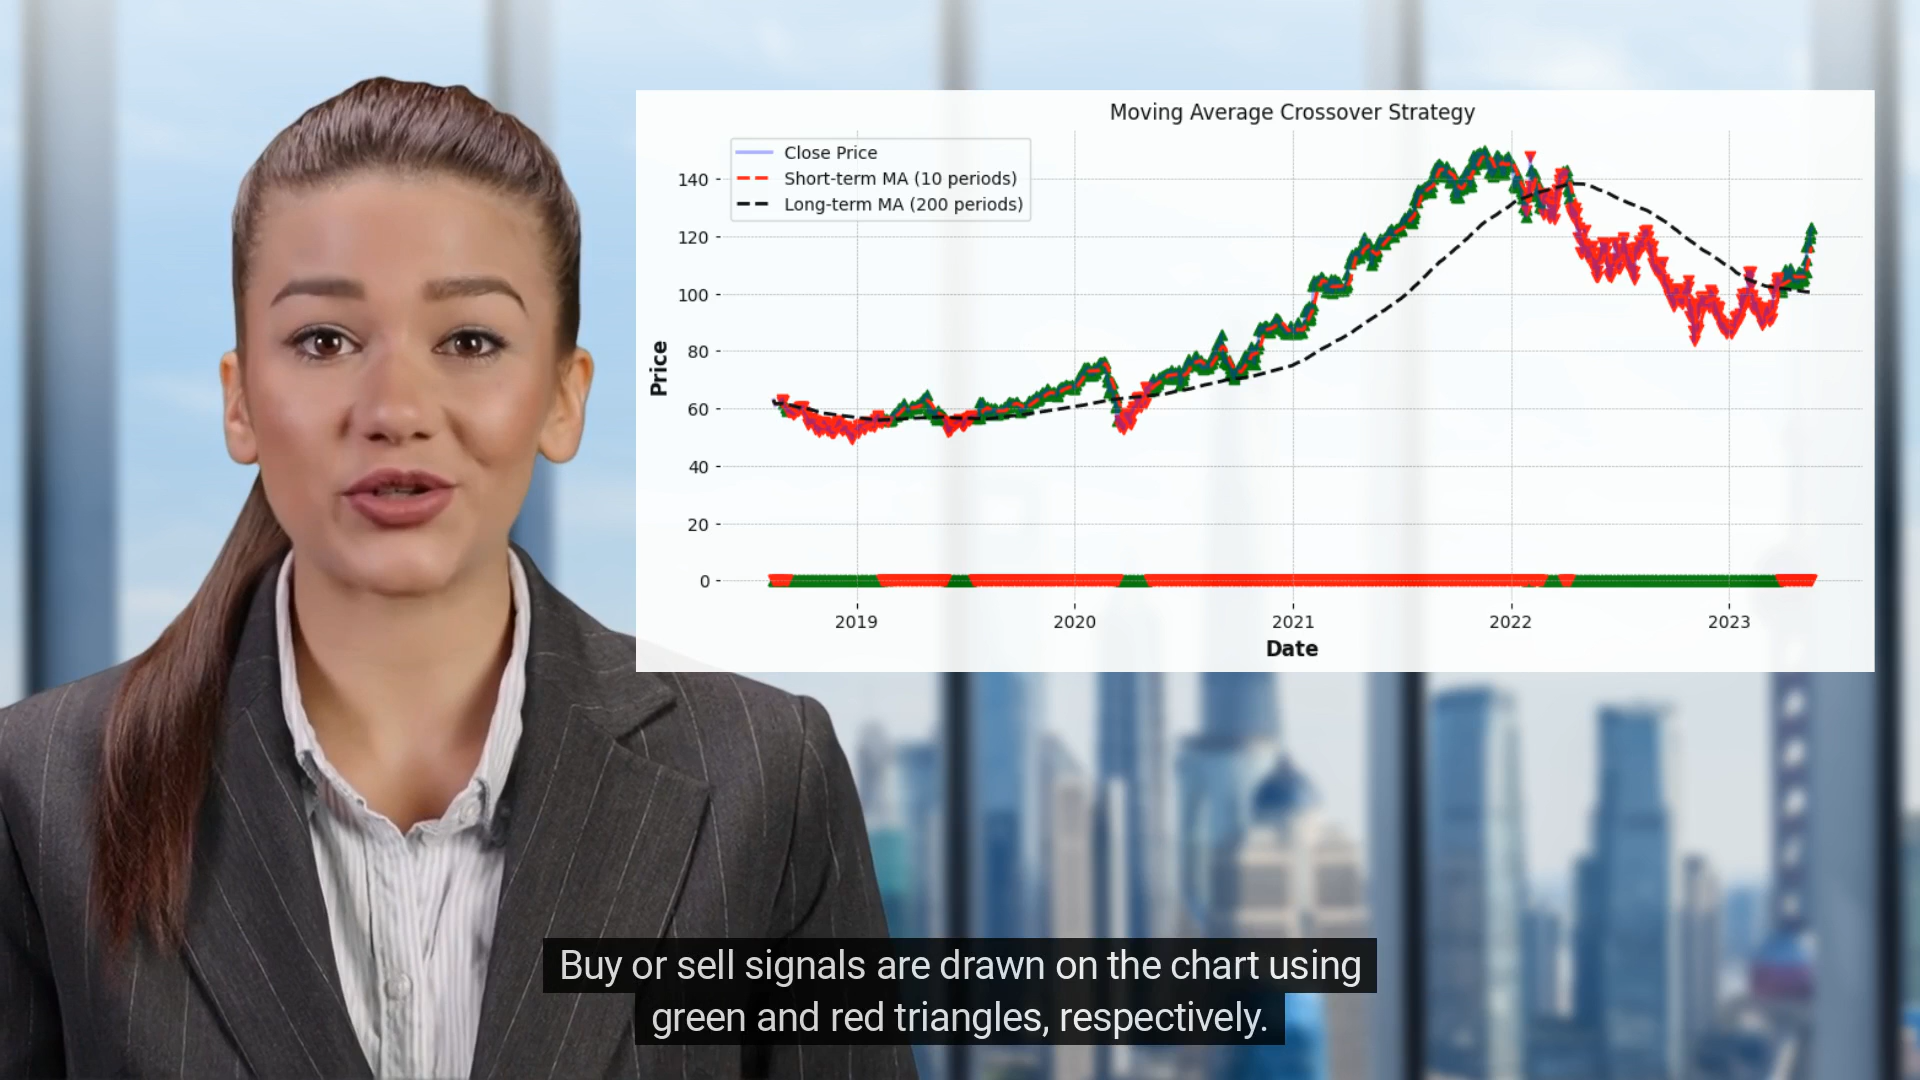 Moving Average Crossover Strategy
Close Price
Short-term MA (10 periods)
Long-term MA (200 periods)
140
120
100
80
60
40
20
0
Price
2019
2020
2021
2022
2023
Date
Buy or sell signals are drawn on the chart using
green and red triangles, respectively.